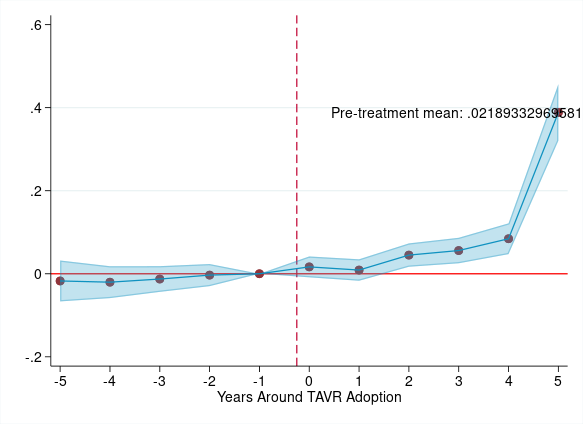 .6
.4
.2
0
-.2
Pre-treatment mean: .02189332969581
-5 -4 -3 -2 -1 0 1 2 3 4 5
Years Around TAVR Adoption